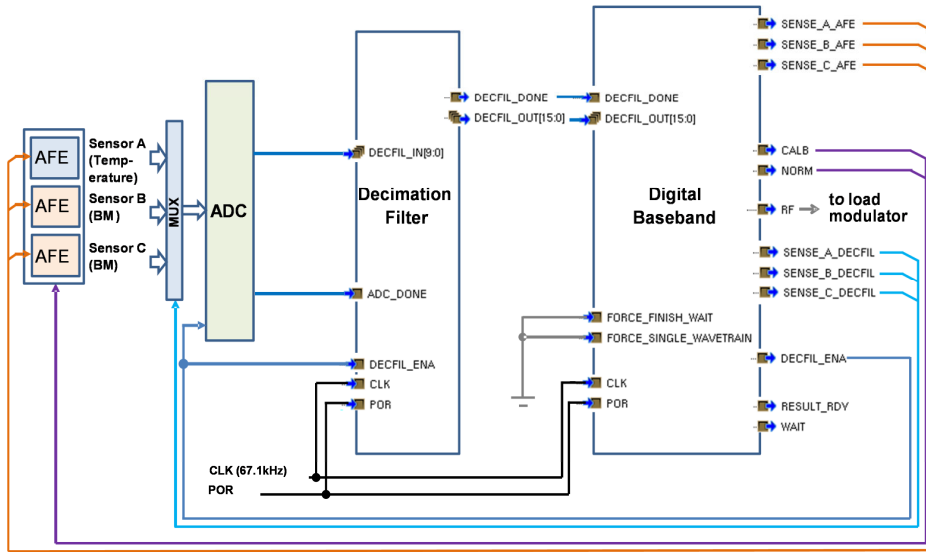 AFE
AFE
AFE
Sensor A
(Temp-
erature)
Sensor B
(BM)
Sensor C
(BM)
MUX
ADC
DECFIL_IN[9:0]
Decimation
Filter
ADC_DONE
DECFIL_ENA
CLK
POR
DECFIL_DONE
DECFIL_OUT[15:0]
DECFIL_DONE
DECFIL_OUT[15:0]
Digital
Baseband
FORCE_FINISH_WAIT
FORCE_SINGLE_WAVETRAIN
CLK
POR
SENSE_A_AFE
SENSE_B_AFE
SENSE_C_AFE
CALB
NORM
RF
to load
modulator
SENSE_A_DECFIL
SENSE_B_DECFIL
SENSE_C_DECFIL
DECFIL_ENA
RESULT_RDY
WAIT
CLK (67.1kHz)
POR